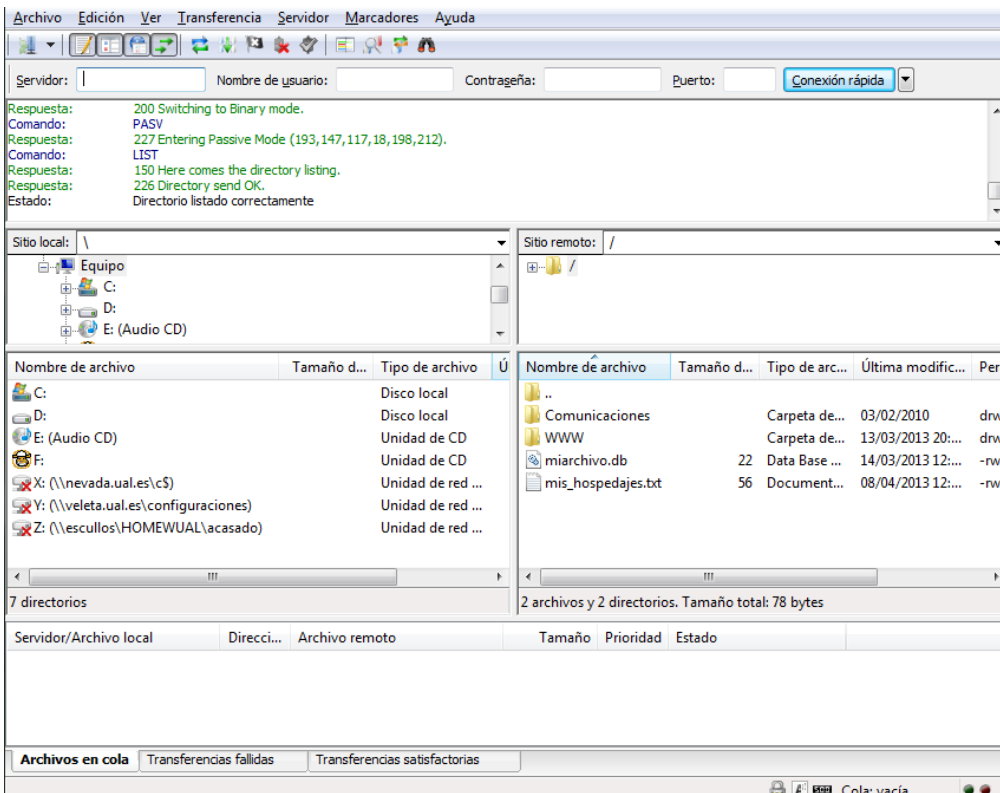 Archivo Edición Ver Transferencia Servidor Marcadores Ayuda
Servidor: Nombre de usuario: Contraseña: Puerto: Conexión rápida
Respuesta: 200 Switching to Binary mode.
Comando: PASV
Respuesta: 227 Entering Passive Mode (193,147,117,18,198,212).
Comando: LIST
Respuesta: 150 Here comes the directory listing.
Respuesta: 226 Directory send OK.
Estado: Directorio listado correctamente
Sitio local: \
Equipo
C:
D:
E: (Audio CD)
Sitio remoto: /
/
Nombre de archivo Tamaño d... Tipo de archivo Ú
C: Disco local
D: Disco local
E: (Audio CD) Unidad de CD
F: Unidad de CD
X: (\\nevada.ual.es\c$) Unidad de red ...
Y: (\\veleta.ual.es\configuraciones) Unidad de red ...
Z: (\\escullos\HOMEWUAL\acasado) Unidad de red ...
7 directorios
Nombre de archivo Tamaño d... Tipo de arc... Última modific... Per
..
Comunicaciones Carpeta de... 03/02/2010 drw
WWW Carpeta de... 13/03/2013 20:... drw
miarchivo.db 22 Data Base ... 14/03/2013 12:... -rw
mis_hospedajes.txt 56 Document... 08/04/2013 12:... -rw
2 archivos y 2 directorios. Tamaño total: 78 bytes
Servidor/Archivo local Direcci... Archivo remoto Tamaño Prioridad Estado
Archivos en cola Transferencias fallidas Transferencias satisfactorias
Cola: vacía